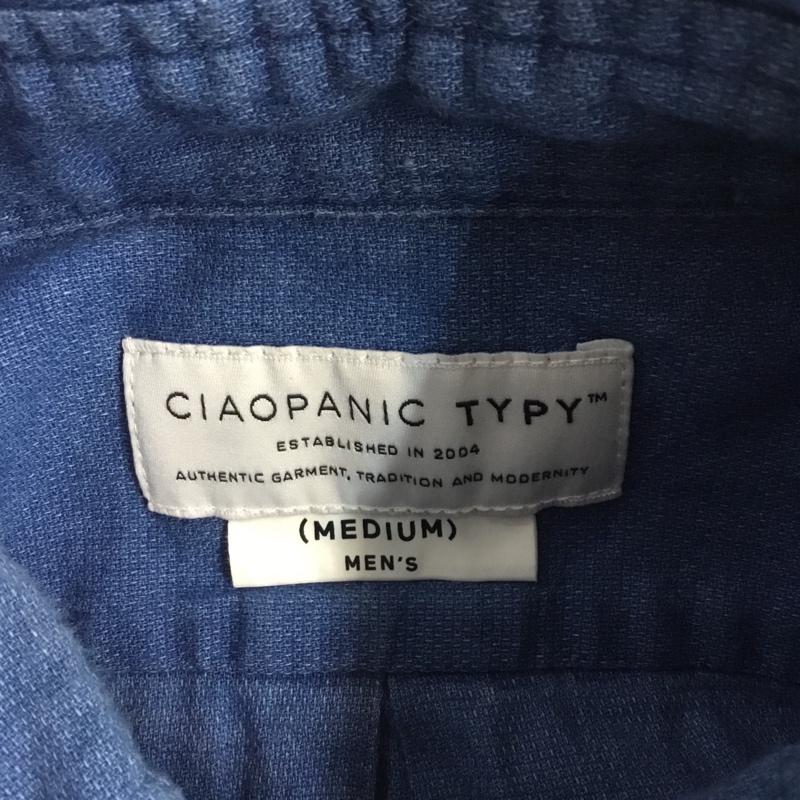 CIAOPANIC TYPY™
ESTABLISHED IN 2004
AUTHENTIC GARMENT, TRADITION AND MODERNITY
(MEDIUM)
MEN'S